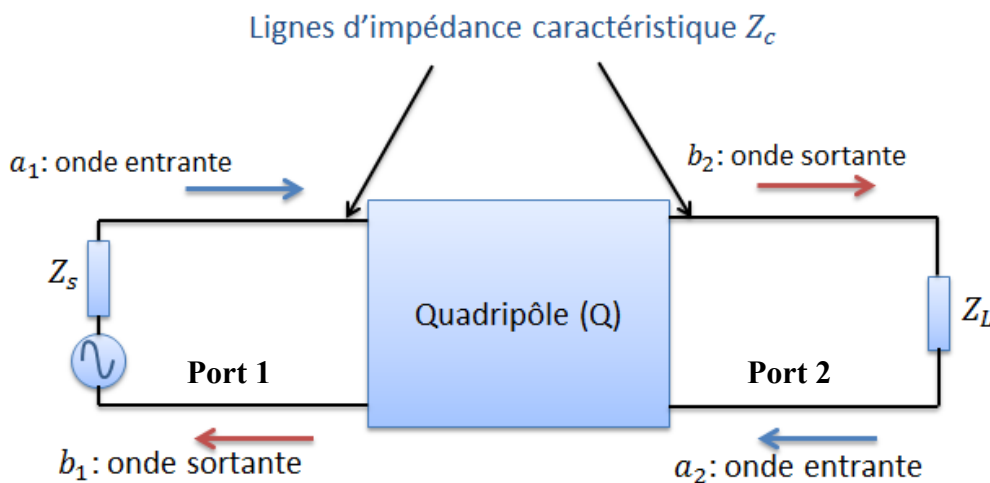 Lignes d'impédance caractéristique Z_c
a_1: onde entrante
b_2: onde sortante
Z_s
Quadripôle (Q)
Z_L
Port 1
Port 2
b_1: onde sortante
a_2: onde entrante